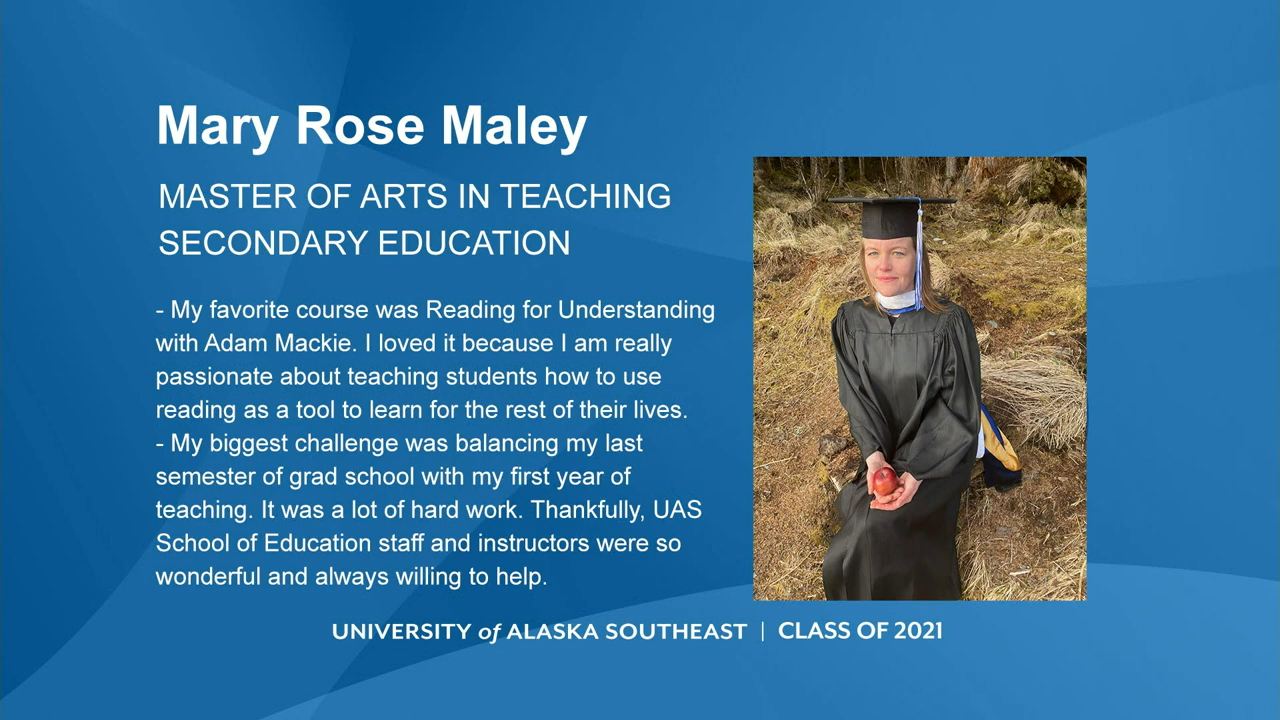 Mary Rose Maley
MASTER OF ARTS IN TEACHING
SECONDARY EDUCATION
- My favorite course was Reading for Understanding
with Adam Mackie. I loved it because I am really
passionate about teaching students how to use
reading as a tool to learn for the rest of their lives.
- My biggest challenge was balancing my last
semester of grad school with my first year of
teaching. It was a lot of hard work. Thankfully, UAS
School of Education staff and instructors were so
wonderful and always willing to help.
UNIVERSITY of ALASKA SOUTHEAST | CLASS OF 2021